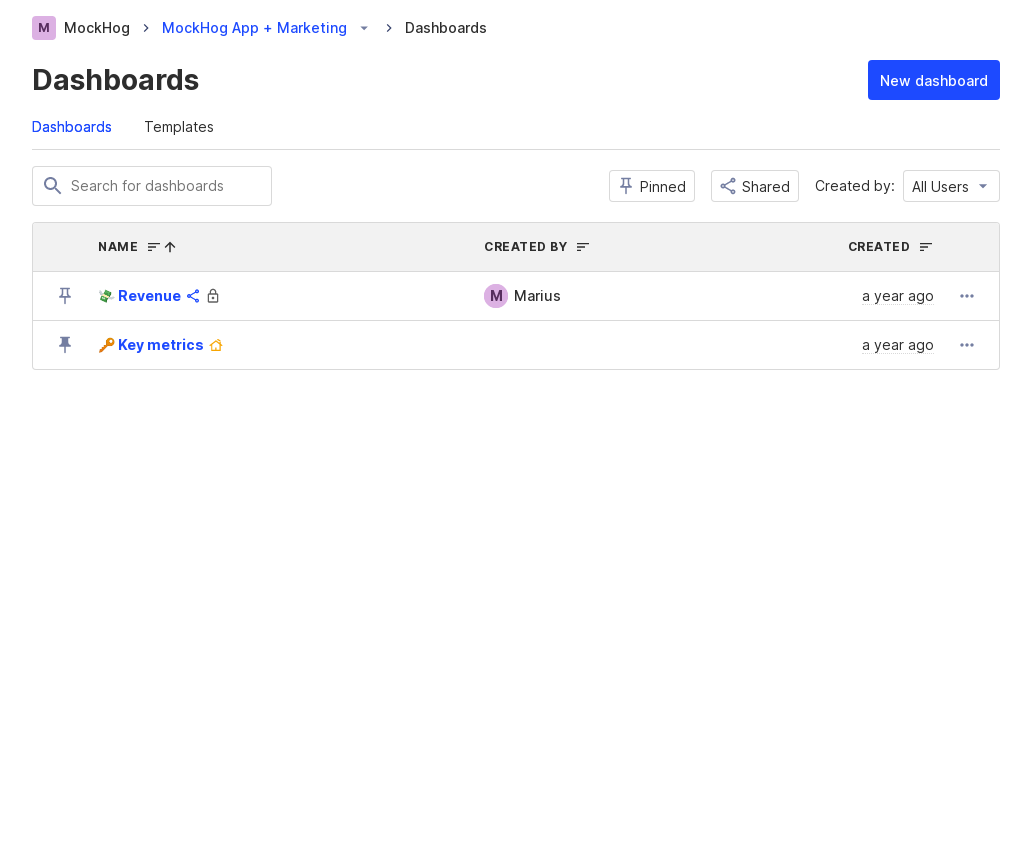 M MockHog MockHog App + Marketing Dashboards
Dashboards New dashboard
Dashboards Templates
Search for dashboards Pinned Shared Created by: All Users
NAME CREATED BY CREATED
Revenue M Marius a year ago
Key metrics a year ago